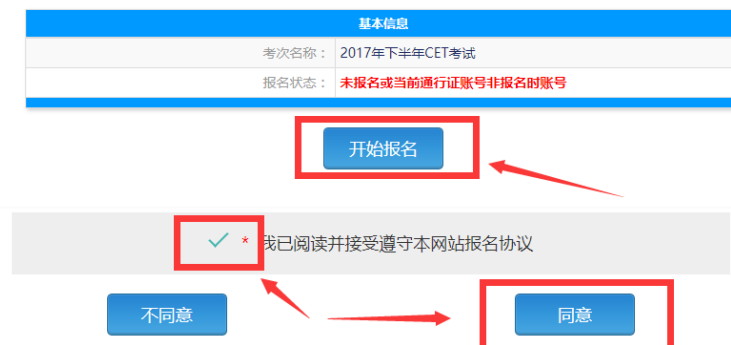 基本信息
考次名称： 2017年下半年CET考试
报名状态： 未报名或当前通行证账号非报名时账号
开始报名
* 我已阅读并接受遵守本网站报名协议
不同意 同意